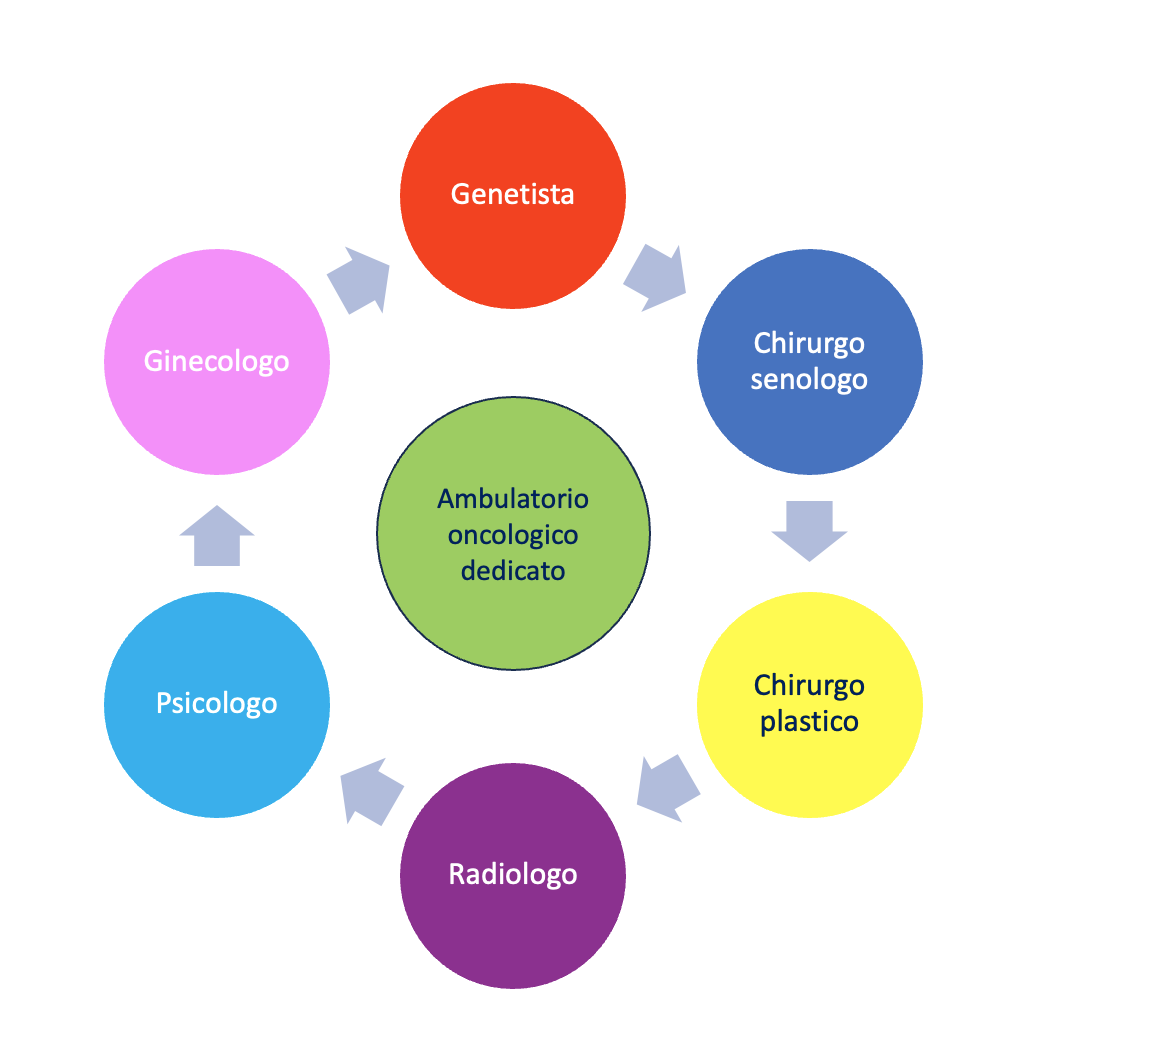 Genetista
Chirurgo
senologo
Chirurgo
plastico
Radiologo
Psicologo
Ginecologo
Ambulatorio
oncologico
dedicato